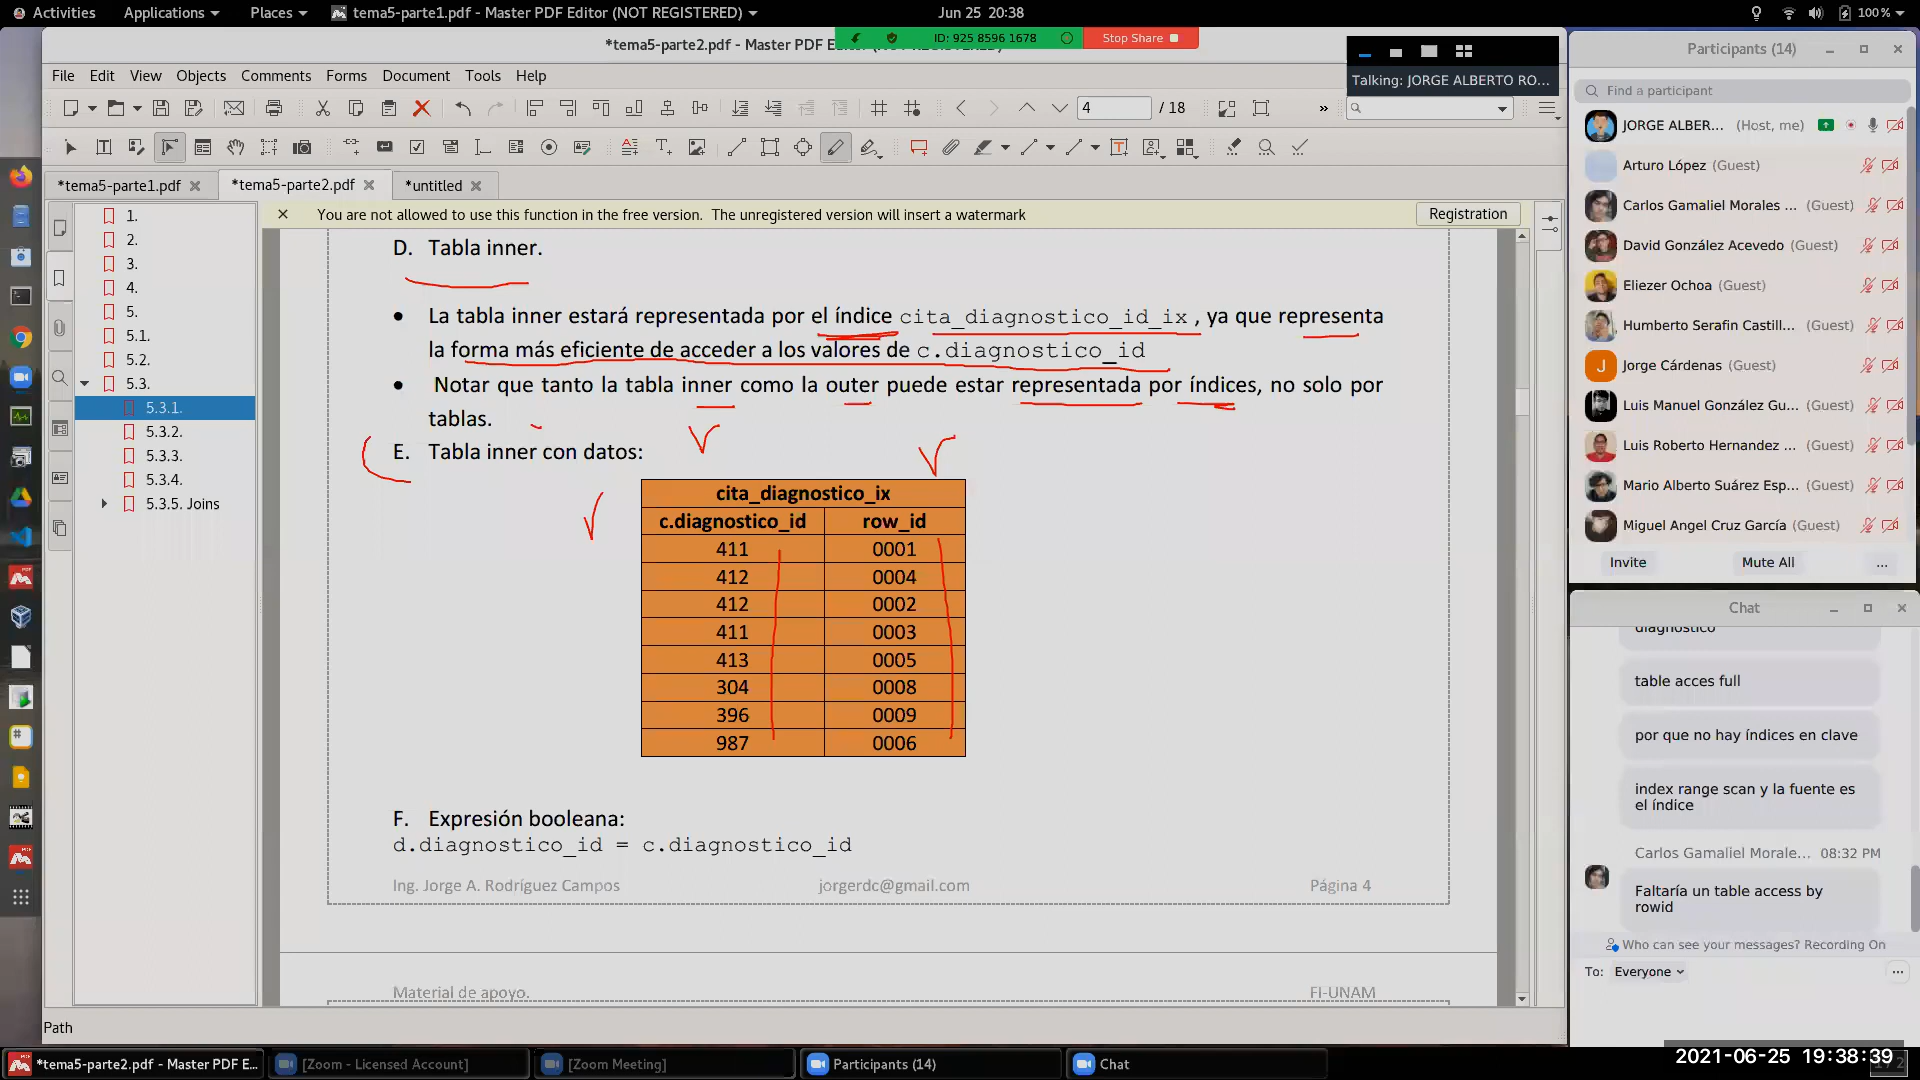 Activities
Applications
Places
tema5-parte1.pdf - Master PDF Editor (NOT REGISTERED)
Jun 25 20:38
100%
*tema5-parte2.pdf - Master PDF
ID: 925 8596 1678
Stop Share
File Edit View Objects Comments Forms Document Tools Help
Talking: JORGE ALBERTO RO...
4 / 18
»
*tema5-parte1.pdf
*tema5-parte2.pdf
*untitled
You are not allowed to use this function in the free version. The unregistered version will insert a watermark
Registration
1.
2.
3.
4.
5.
5.1.
5.2.
5.3.
5.3.1.
5.3.2.
5.3.3.
5.3.4.
5.3.5. Joins
D. Tabla inner.
• La tabla inner estará representada por el índice cita_diagnostico_id_ix , ya que representa
la forma más eficiente de acceder a los valores de c.diagnostico_id
• Notar que tanto la tabla inner como la outer puede estar representada por índices, no solo por
tablas.
E. Tabla inner con datos:
cita_diagnostico_ix
c.diagnostico_id row_id
411 0001
412 0004
412 0002
411 0003
413 0005
304 0008
396 0009
987 0006
F. Expresión booleana:
d.diagnostico_id = c.diagnostico_id
Ing. Jorge A. Rodríguez Campos jorgerdc@gmail.com Página 4
Material de apoyo. FI-UNAM
Path
Participants (14)
Find a participant
JORGE ALBER... (Host, me)
Arturo López (Guest)
Carlos Gamaliel Morales ... (Guest)
David González Acevedo (Guest)
Eliezer Ochoa (Guest)
Humberto Serafin Castill... (Guest)
J Jorge Cárdenas (Guest)
Luis Manuel González Gu... (Guest)
Luis Roberto Hernandez ... (Guest)
Mario Alberto Suárez Esp... (Guest)
Miguel Angel Cruz García (Guest)
Invite Mute All ...
Chat
diagnostico
table acces full
por que no hay índices en clave
index range scan y la fuente es
el índice
Carlos Gamaliel Morale... 08:32 PM
Faltaría un table access by
rowid
Who can see your messages? Recording On
To: Everyone
*tema5-parte2.pdf - Master PDF E...
[Zoom - Licensed Account]
[Zoom Meeting]
Participants (14)
Chat
2021-06-25 19:38:39